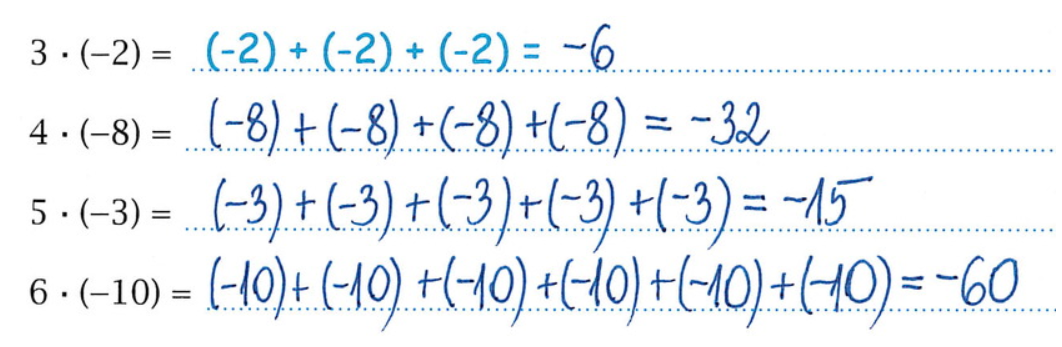 3 · (–2) = (-2) + (-2) + (-2) = -6
4 · (–8) = (-8) + (-8) + (-8) + (-8) = -32
5 · (–3) = (-3) + (-3) + (-3) + (-3) + (-3) = -15
6 · (–10) = (-10) + (-10) + (-10) + (-10) + (-10) + (-10) = -60